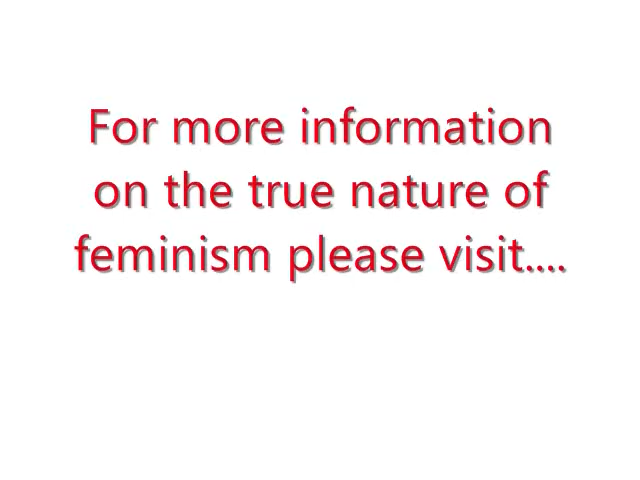 For more information
on the true nature of
feminism please visit....